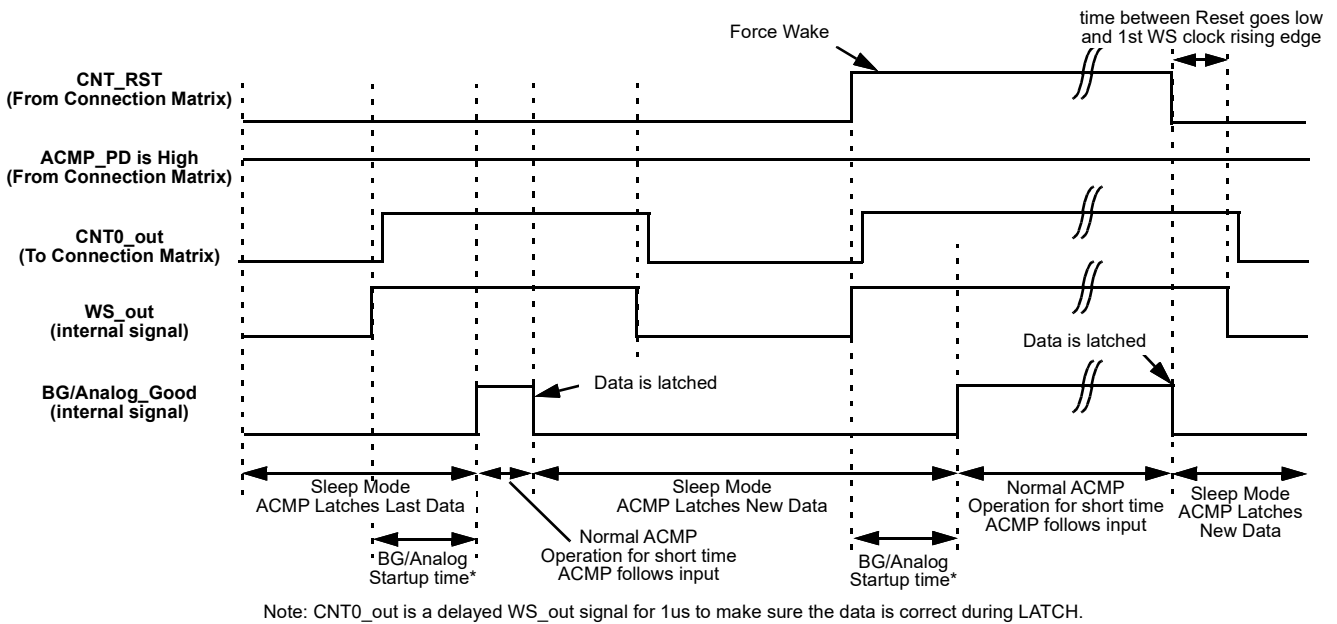 time between Reset goes low
and 1st WS clock rising edge
Force Wake
CNT_RST
(From Connection Matrix)
ACMP_PD is High
(From Connection Matrix)
CNT0_out
(To Connection Matrix)
WS_out
(internal signal)
Data is latched
BG/Analog_Good
(internal signal)
Data is latched
Sleep Mode
ACMP Latches Last Data
Sleep Mode
ACMP Latches New Data
Normal ACMP
Operation for short time
ACMP follows input
Sleep Mode
ACMP Latches
New Data
BG/Analog
Startup time*
Normal ACMP
Operation for short time
ACMP follows input
BG/Analog
Startup time*
Note: CNT0_out is a delayed WS_out signal for 1us to make sure the data is correct during LATCH.